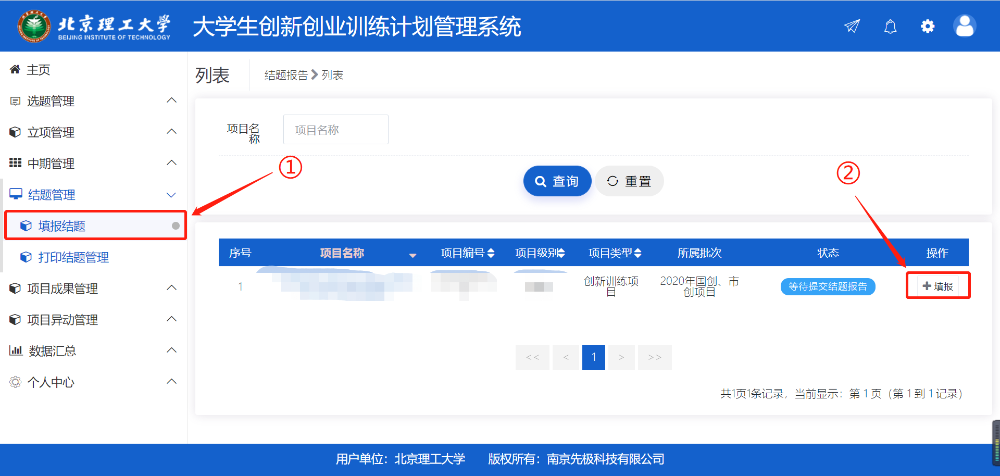 北京理工大学
BEIJING INSTITUTE OF TECHNOLOGY
大学生创新创业训练计划管理系统
主页
选题管理
立项管理
中期管理
结题管理
填报结题
打印结题管理
项目成果管理
项目异动管理
数据汇总
个人中心
列表
结题报告 列表
项目名
称
项目名称
①
②
查询 重置
序号 项目名称 项目编号 项目级别 项目类型 所属批次 状态 操作
1 创新训练项 2020年国创、市 等待提交结题报告 填报
目 创项目
<< < 1 > >>
共1页1条记录，当前显示：第 1 页（第 1 到 1 记录）
用户单位：北京理工大学 版权所有：南京先极科技有限公司